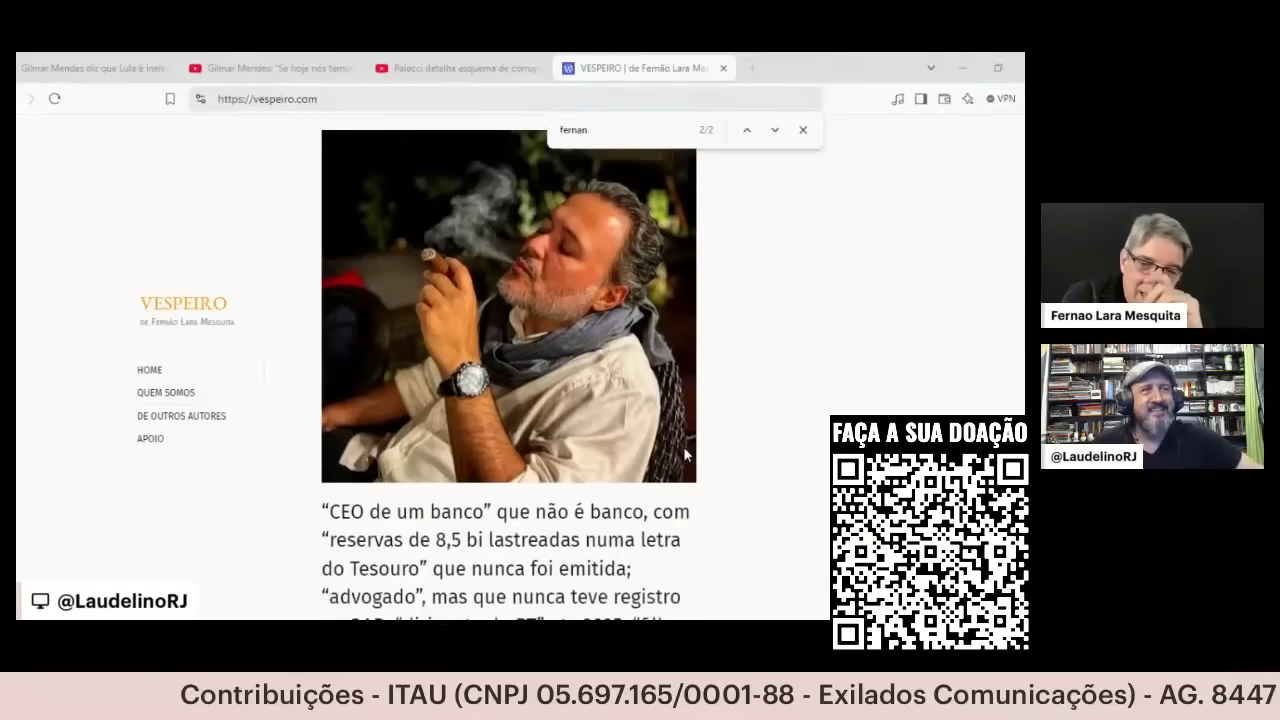 Gilmar Mendes diz que Lula é
Gilmar Mendes: "Se hoje nós temos
Palocci detalha esquema de corrup
VESPEIRO | de Fernão Lara Me
https://vespeiro.com
VPN
fernan
2/2
VESPEIRO
DE FERNÃO LARA MESQUITA
HOME
QUEM SOMOS
DE OUTROS AUTORES
APOIO
“CEO de um banco” que não é banco, com
“reservas de 8,5 bi lastreadas numa letra
do Tesouro” que nunca foi emitida;
“advogado”, mas que nunca teve registro
@LaudelinoRJ
Fernao Lara Mesquita
@LaudelinoRJ
FAÇA A SUA DOAÇÃO
Contribuições - ITAU (CNPJ 05.697.165/0001-88 - Exilados Comunicações) - AG. 8447